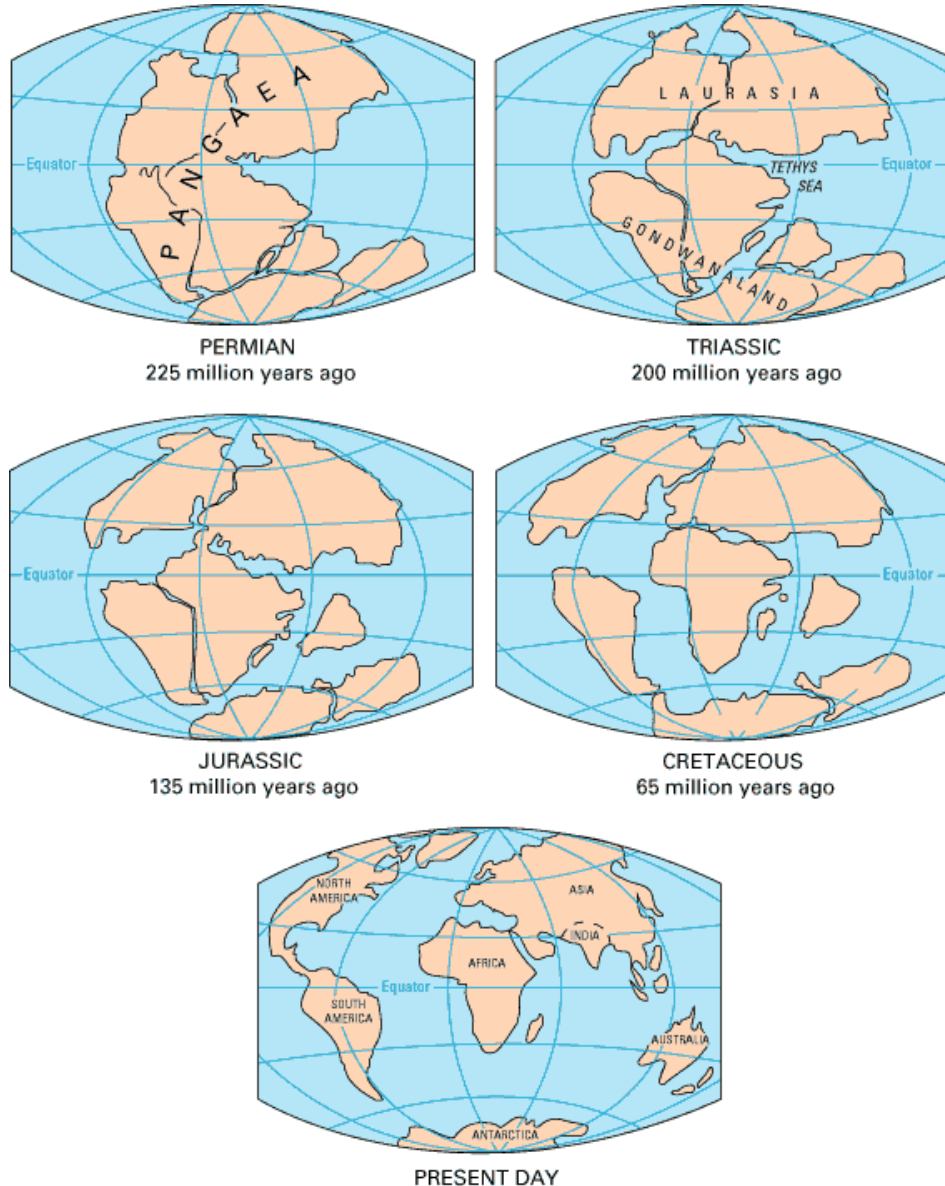 PANGAEA
Equator
PERMIAN
225 million years ago
LAURASIA
Equator
TETHYS
SEA
GONDWANALAND
TRIASSIC
200 million years ago
Equator
JURASSIC
135 million years ago
Equator
CRETACEOUS
65 million years ago
NORTH
AMERICA
ASIA
INDIA
AFRICA
Equator
SOUTH
AMERICA
AUSTRALIA
ANTARCTICA
PRESENT DAY